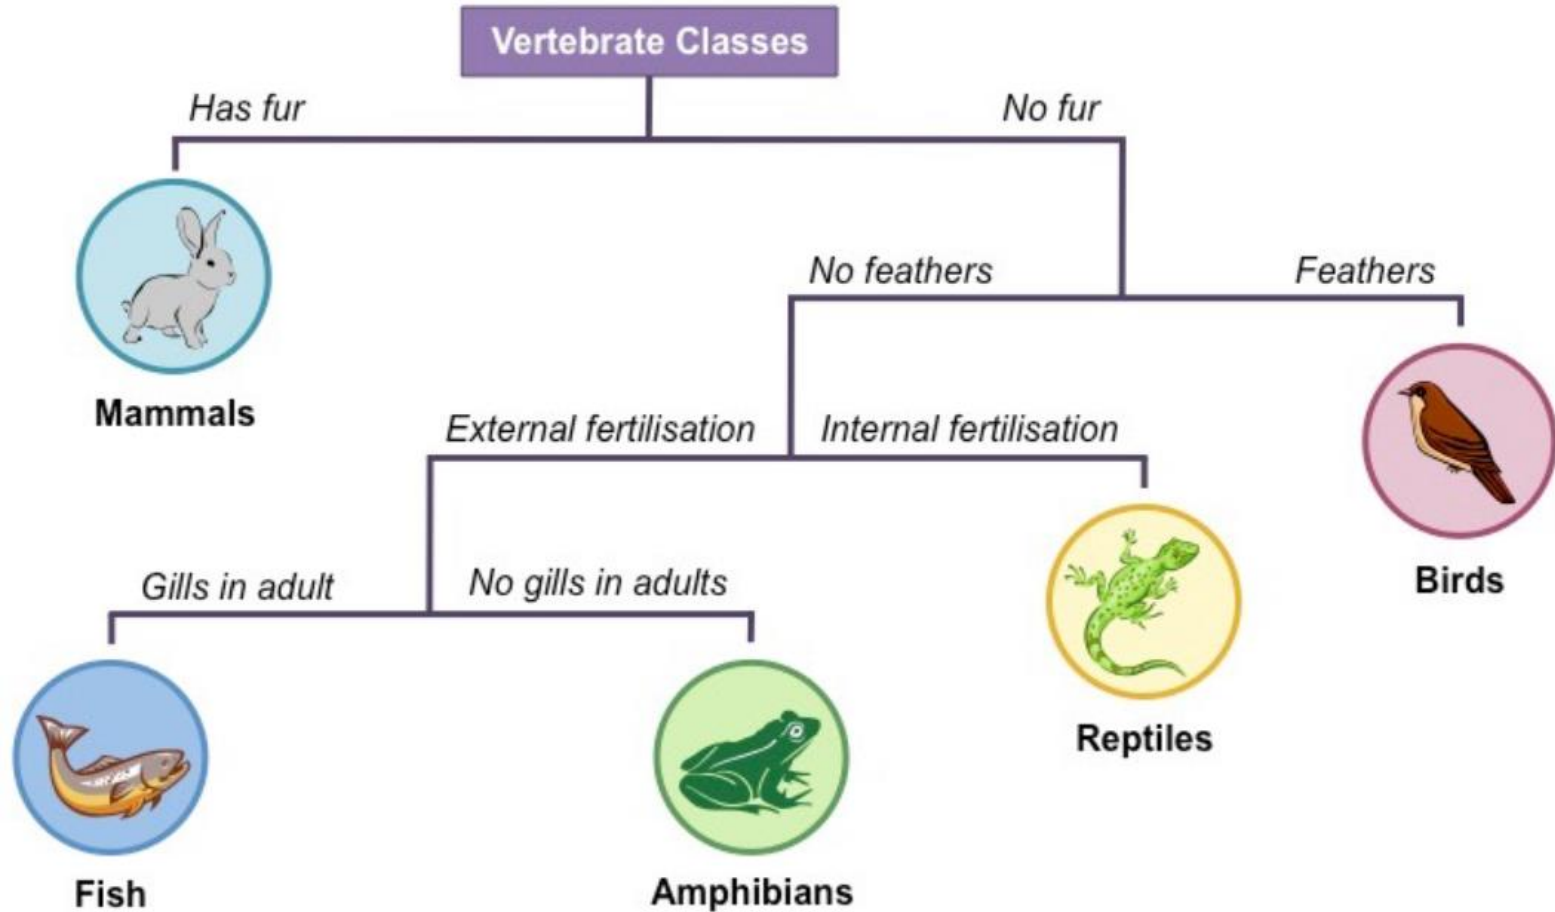 Vertebrate Classes
Has fur
No fur
No feathers
Feathers
Mammals
External fertilisation
Internal fertilisation
Birds
Gills in adult
No gills in adults
Reptiles
Fish
Amphibians